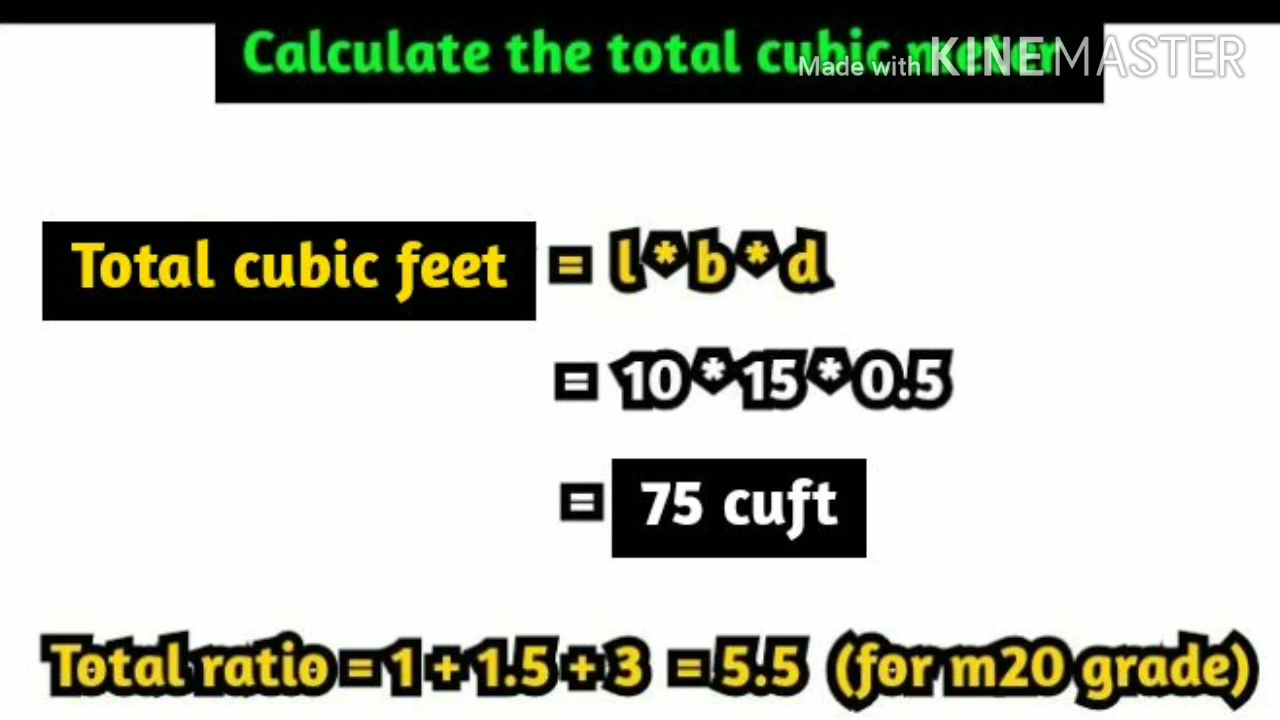 Calculate the total cubic meter
Made with KINEMASTER
Total cubic feet = l*b*d
= 10*15*0.5
= 75 cuft
Total ratio = 1 + 1.5 + 3 = 5.5 (for m20 grade)